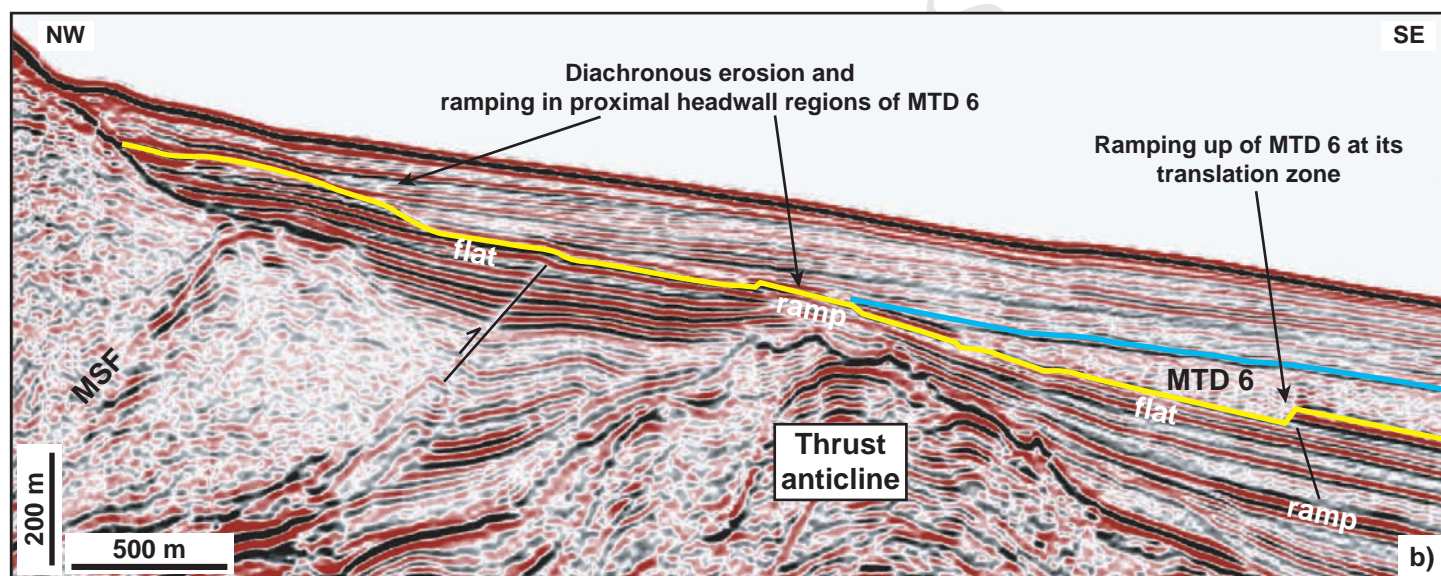 NW
SE
Diachronous erosion and
ramping in proximal headwall regions of MTD 6
Ramping up of MTD 6 at its
translation zone
flat
ramp
MTD 6
flat
MSF
Thrust
anticline
ramp
200 m
500 m
b)